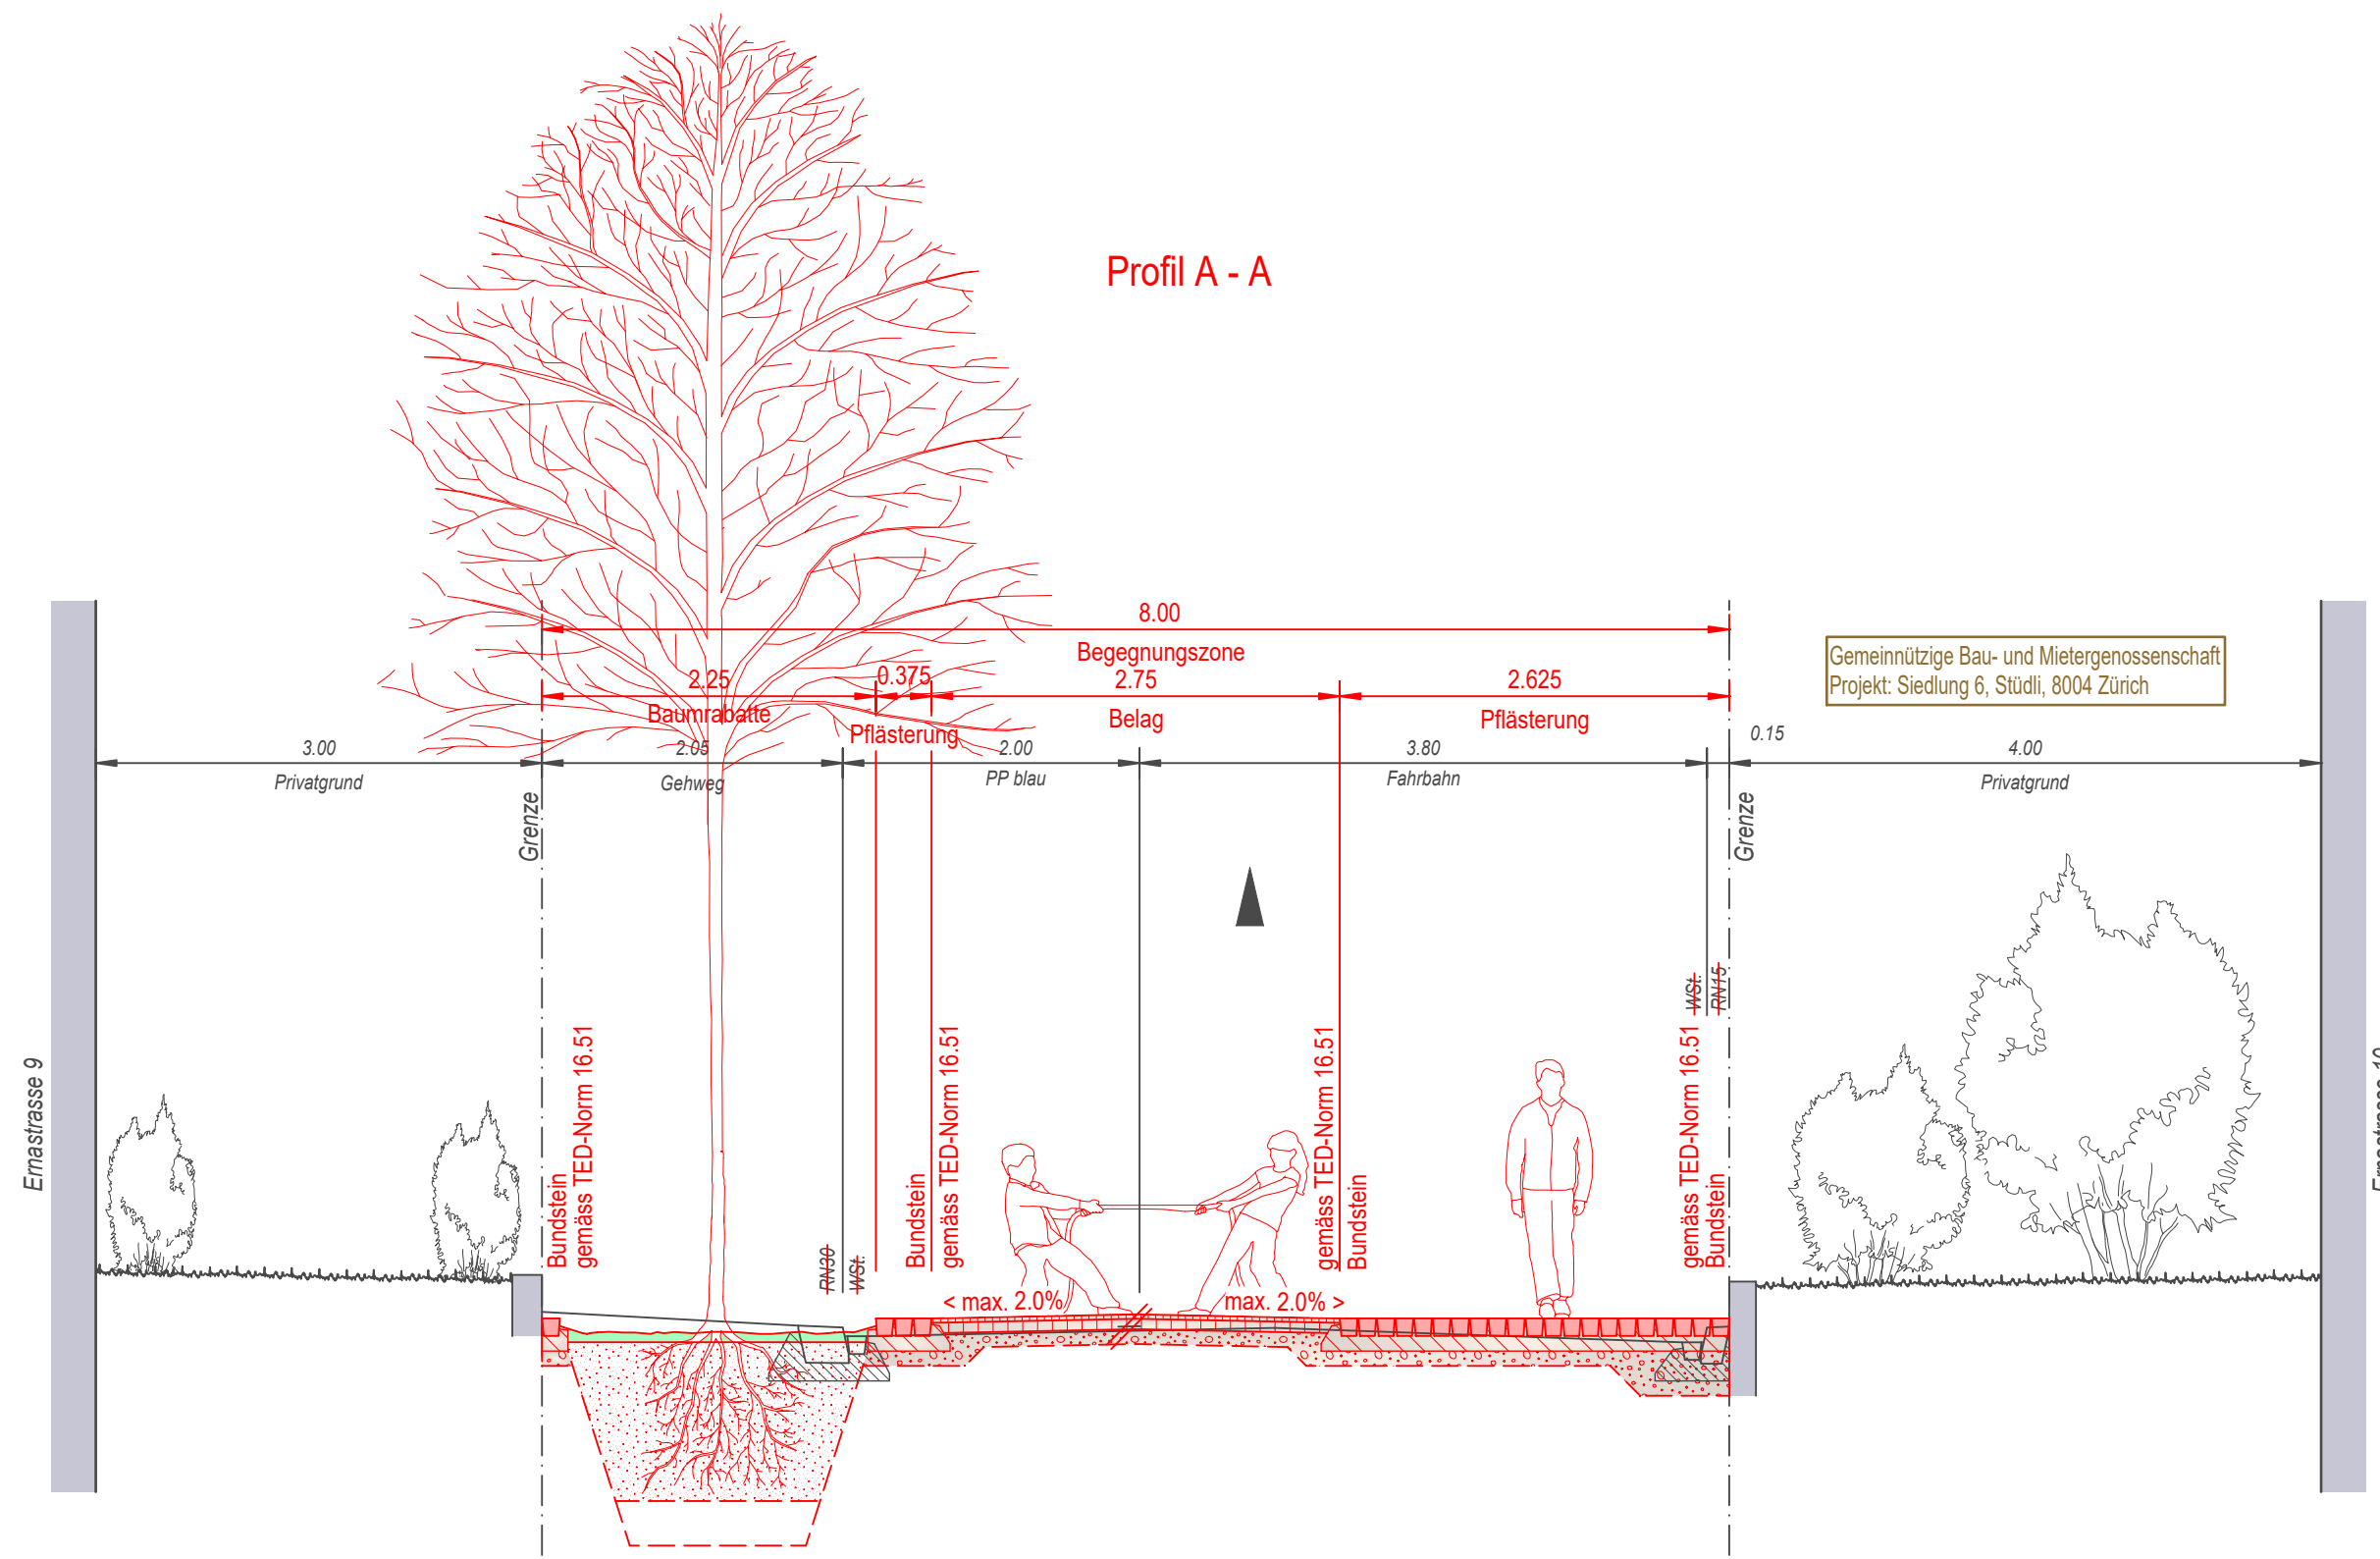 Profil A - A
8.00
Begegnungszone
Gemeinnützige Bau- und Mietergenossenschaft
Projekt: Siedlung 6, Stüdli, 8004 Zürich
2.25
0.375
2.75
2.625
Baumrabatte
Pflästerung
Belag
Pflästerung
3.00
2.05
2.00
3.80
0.15
4.00
Privatgrund
Gehweg
PP blau
Fahrbahn
Privatgrund
Grenze
Grenze
WSt.
RN15
Ernastrasse 9
Bundstein
gemäss TED-Norm 16.51
RN30
WSt.
Bundstein
gemäss TED-Norm 16.51
gemäss TED-Norm 16.51
Bundstein
gemäss TED-Norm 16.51
Bundstein
< max. 2.0%
max. 2.0% >